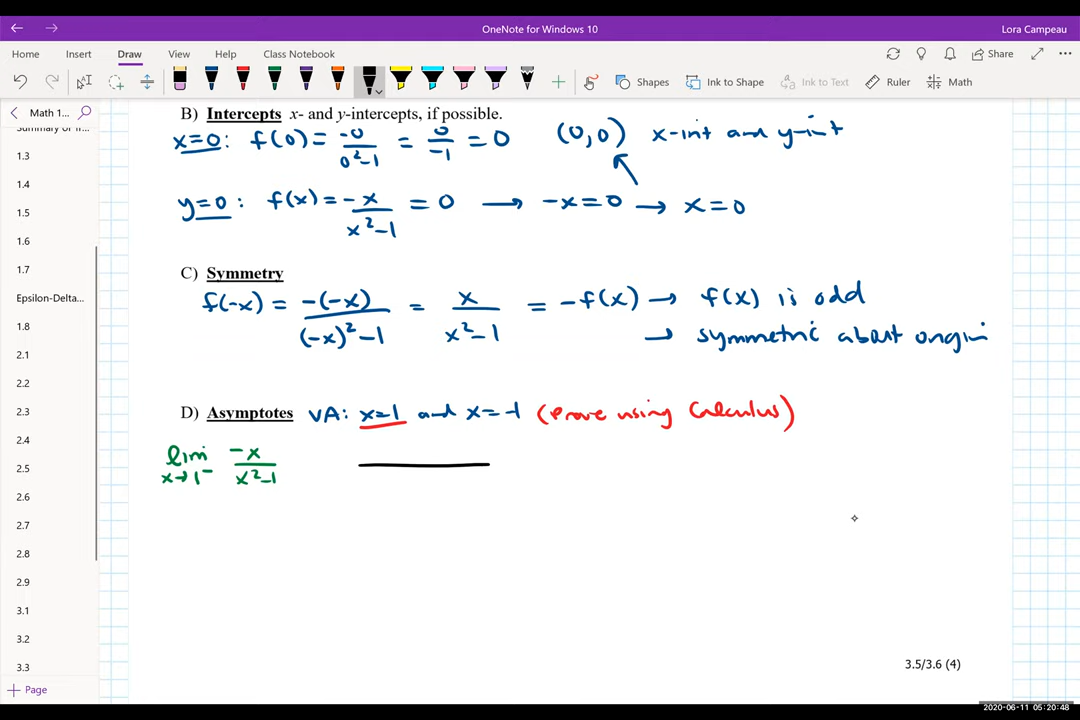 OneNote for Windows 10
Lora Campeau
Home Insert Draw View Help Class Notebook
Share
Shapes Ink to Shape Ink to Text Ruler Math
Math 1...
1.3
1.4
1.5
1.6
1.7
Epsilon-Delta...
1.8
2.1
2.2
2.3
2.4
2.5
2.6
2.7
2.8
2.9
3.1
3.2
3.3
Page
B) Intercepts x- and y-intercepts, if possible.
x=0: f(0) = -0/(0²-1) = 0/-1 = 0 (0,0) x-int and y-int
y=0: f(x) = -x/(x²-1) = 0 → -x=0 → x=0
C) Symmetry
f(-x) = -(-x)/((-x)²-1) = x/(x²-1) = -f(x) → f(x) is odd
→ symmetric about origin
D) Asymptotes VA: x=1 and x=-1 (Prove using Calculus)
lim x→1⁻ -x/(x²-1)
3.5/3.6 (4)
2020-06-11 05:20:48